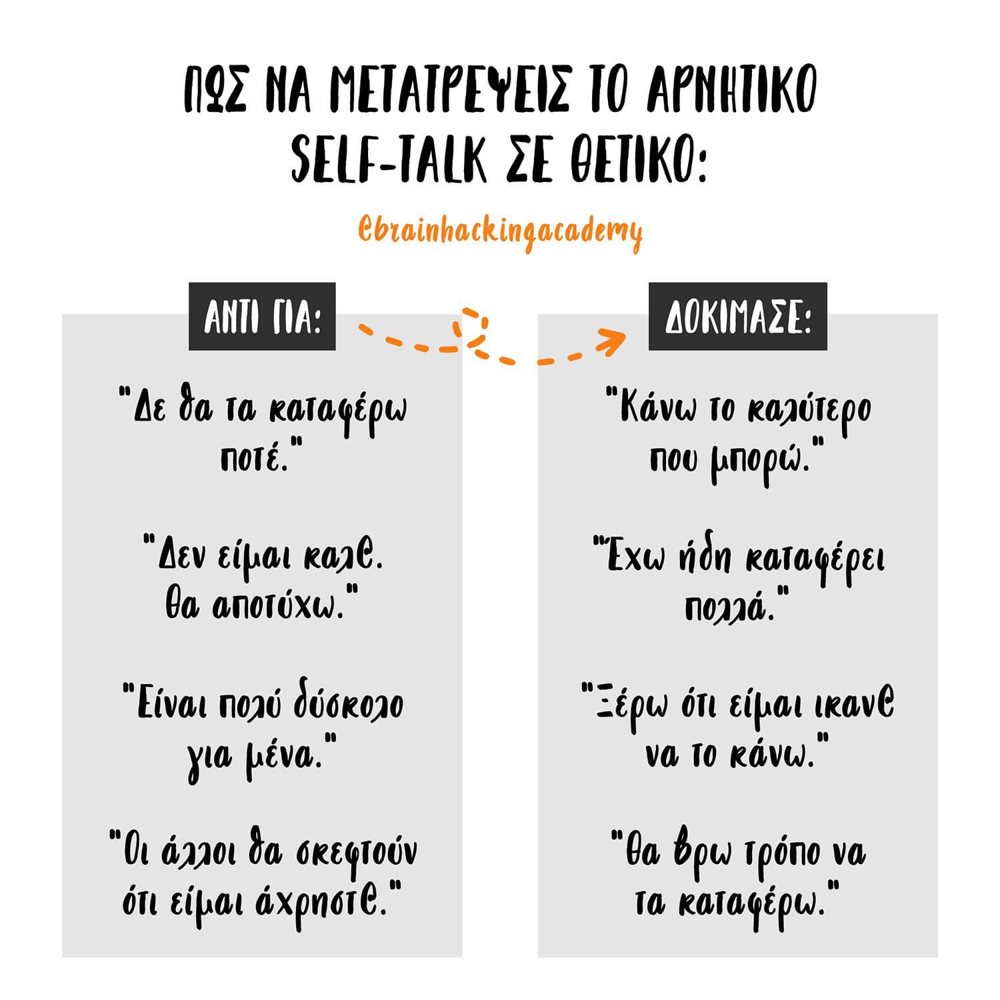 ΠΩΣ ΝΑ ΜΕΤΑΤΡΕΨΕΙΣ ΤΟ ΑΡΝΗΤΙΚΟ
SELF-TALK ΣΕ ΘΕΤΙΚΟ:
@brainhackingacademy
ΑΝΤΙ ΓΙΑ:
"Δε θα τα καταφέρω
ποτέ."
"Δεν είμαι καλ@.
Θα αποτύχω."
"Είναι πολύ δύσκολο
για μένα."
"Οι άλλοι θα σκεφτούν
ότι είμαι άχρηστ@."
ΔΟΚΙΜΑΣΕ:
"Κάνω το καλύτερο
που μπορώ."
"Έχω ήδη καταφέρει
πολλά."
"Ξέρω ότι είμαι ικαν@
να το κάνω."
"Θα βρω τρόπο να
τα καταφέρω."